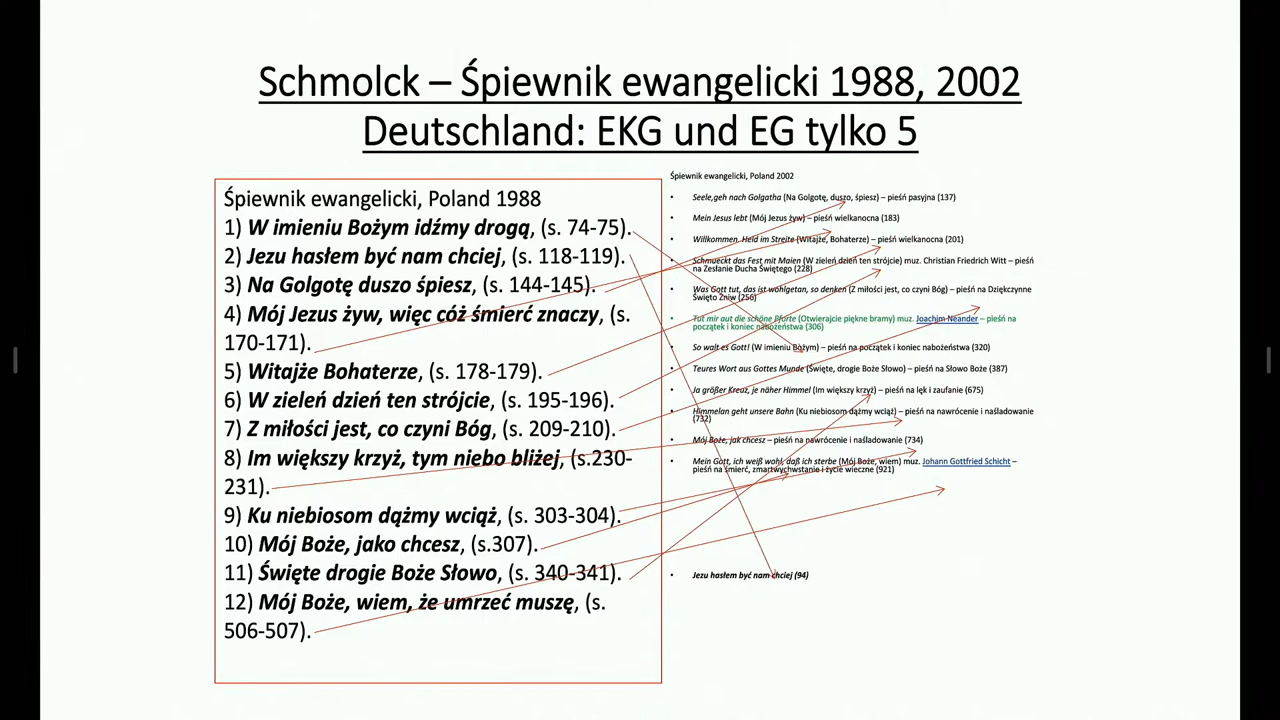 Schmolck – Śpiewnik ewangelicki 1988, 2002
Deutschland: EKG und EG tylko 5
Śpiewnik ewangelicki, Poland 1988
1) W imieniu Bożym idźmy drogą, (s. 74-75).
2) Jezu hasłem być nam chciej, (s. 118-119).
3) Na Golgotę duszo śpiesz, (s. 144-145).
4) Mój Jezus żyw, więc cóż śmierć znaczy, (s.
170-171).
5) Witajże Bohaterze, (s. 178-179).
6) W zieleń dzień ten strójcie, (s. 195-196).
7) Z miłości jest, co czyni Bóg, (s. 209-210).
8) Im większy krzyż, tym niebo bliżej, (s.230-
231).
9) Ku niebiosom dążmy wciąż, (s. 303-304).
10) Mój Boże, jako chcesz, (s.307).
11) Święte drogie Boże Słowo, (s. 340-341).
12) Mój Boże, wiem, że umrzeć muszę, (s.
506-507).
Śpiewnik ewangelicki, Poland 2002
• Seele,geh nach Golgatha (Na Golgotę, duszo, śpiesz) – pieśń pasyjna (137)
• Mein Jesus lebt (Mój Jezus żyw) – pieśń wielkanocna (183)
• Willkommen, Held im Streite (Witajże, Bohaterze) – pieśń wielkanocna (201)
• Schmueckt das Fest mit Maien (W zieleń dzień ten strójcie) muz. Christian Friedrich Witt – pieśń
na Zesłanie Ducha Świętego (228)
• Was Gott tut, das ist wohlgetan, so denken (Z miłości jest, co czyni Bóg) – pieśń na Dziękczynne
Święto Żniw (256)
• Tut mir auf die schöne Pforte (Otwierajcie piękne bramy) muz. Joachim Neander – pieśń na
początek i koniec nabożeństwa (306)
• So walt es Gott! (W imieniu Bożym) – pieśń na początek i koniec nabożeństwa (320)
• Teures Wort aus Gottes Munde (Święte, drogie Boże Słowo) – pieśń na Słowo Boże (387)
• Ja größer Kreuz, je näher Himmel (Im większy krzyż) – pieśń na lęk i zaufanie (675)
• Himmelan geht unsere Bahn (Ku niebiosom dążmy wciąż) – pieśń na nawrócenie i naśladowanie
(732)
• Mój Boże, jak chcesz – pieśń na nawrócenie i naśladowanie (734)
• Mein Gott, ich weiß wohl, daß ich sterbe (Mój Boże, wiem) muz. Johann Gottfried Schicht –
pieśń na śmierć, zmartwychwstanie i życie wieczne (921)
• Jezu hasłem być nam chciej (94)